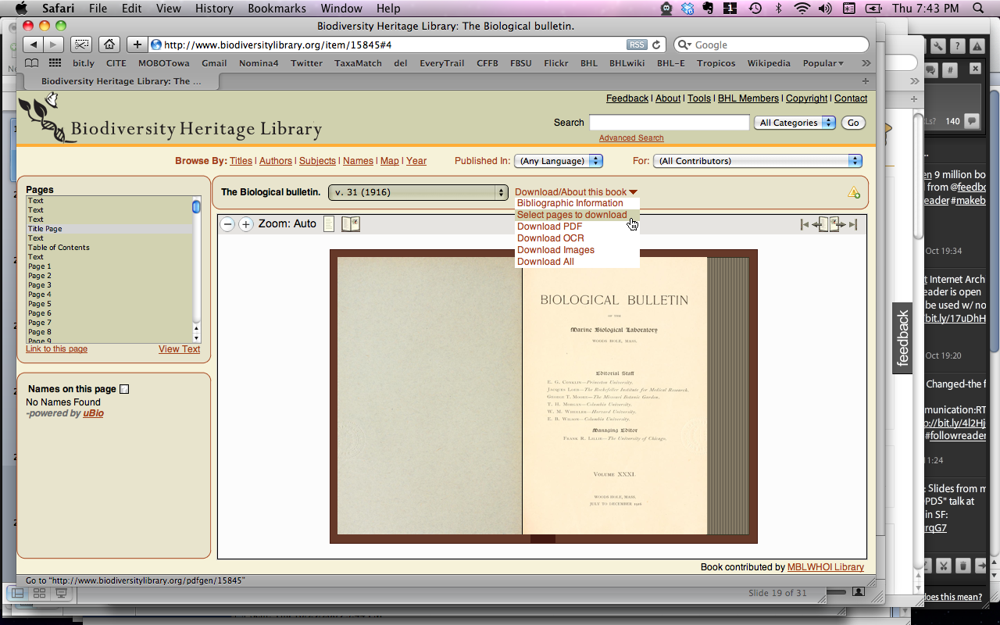 Safari File Edit View History Bookmarks Window Help Thu 7:43 PM
Biodiversity Heritage Library: The Biological bulletin.
http://www.biodiversitylibrary.org/item/15845#4 RSS Google
bit.ly CITE MOBOTowa Gmail Nomina4 Twitter TaxaMatch del EveryTrail CFFB FBSU Flickr BHL BHLwiki BHL-E Tropicos Wikipedia Popular
Biodiversity Heritage Library: The ...
Feedback | About | Tools | BHL Members | Copyright | Contact
Biodiversity Heritage Library
Search All Categories Go
Advanced Search
Browse By: Titles | Authors | Subjects | Names | Map | Year Published In: (Any Language) For: (All Contributors)
Pages
Text
Text
Text
Title Page
Text
Table of Contents
Text
Page 1
Page 2
Page 3
Page 4
Page 5
Page 6
Page 7
Page 8
Page 9
Link to this page View Text
Names on this page
No Names Found
-powered by uBio
The Biological bulletin. v. 31 (1916) Download/About this book
Bibliographic Information
Select pages to download
Download PDF
Download OCR
Download Images
Download All
Zoom: Auto
BIOLOGICAL BULLETIN
OF THE
Marine Biological Laboratory
WOODS HOLE, MASS.
Editorial Staff
E. G. Conklin—Princeton University.
Jacques Loeb—The Rockefeller Institute for Medical Research.
George T. Moore—The Missouri Botanic Garden.
T. H. Morgan—Columbia University.
W. M. Wheeler—Harvard University.
E. B. Wilson—Columbia University.
Managing Editor
Frank R. Lillie—The University of Chicago.
Volume XXXI.
WOODS HOLE, MASS.
JULY TO DECEMBER 1916
Book contributed by MBLWHOI Library
Go to "http://www.biodiversitylibrary.org/pdfgen/15845"
Slide 19 of 31
feedback
140
9 million bo
from @feedbo
eader #makeb
Oct 19:34
t Internet Arch
eader is open
be used w/ no
bit.ly/17uDhH
Oct 19:20
Changed-the f
munication:RT
p://bit.ly/4l2Hj
#followreader
11:24
: Slides from m
PDS" talk at
in SF:
rqG7
does this mean?